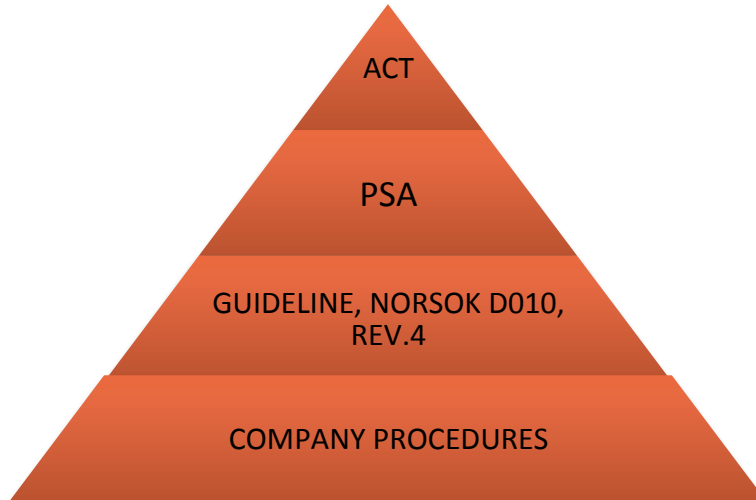 ACT
PSA
GUIDELINE, NORSOK D010,
REV.4
COMPANY PROCEDURES